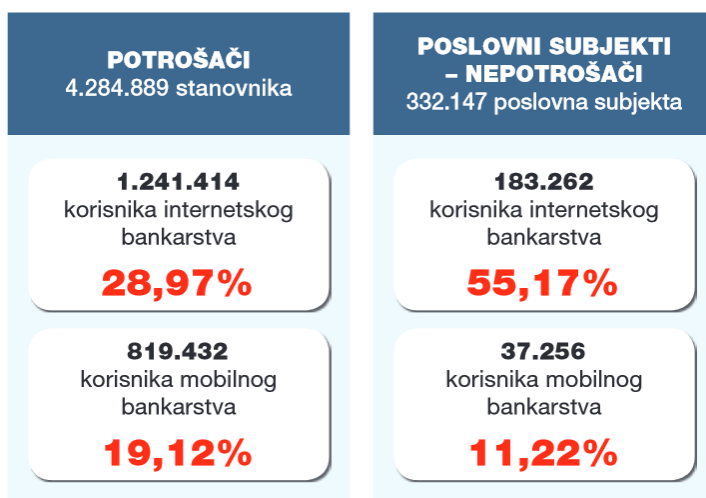 POTROŠAČI
4.284.889 stanovnika
1.241.414
korisnika internetskog
bankarstva
28,97%
819.432
korisnika mobilnog
bankarstva
19,12%
POSLOVNI SUBJEKTI
– NEPOTROŠAČI
332.147 poslovna subjekta
183.262
korisnika internetskog
bankarstva
55,17%
37.256
korisnika mobilnog
bankarstva
11,22%